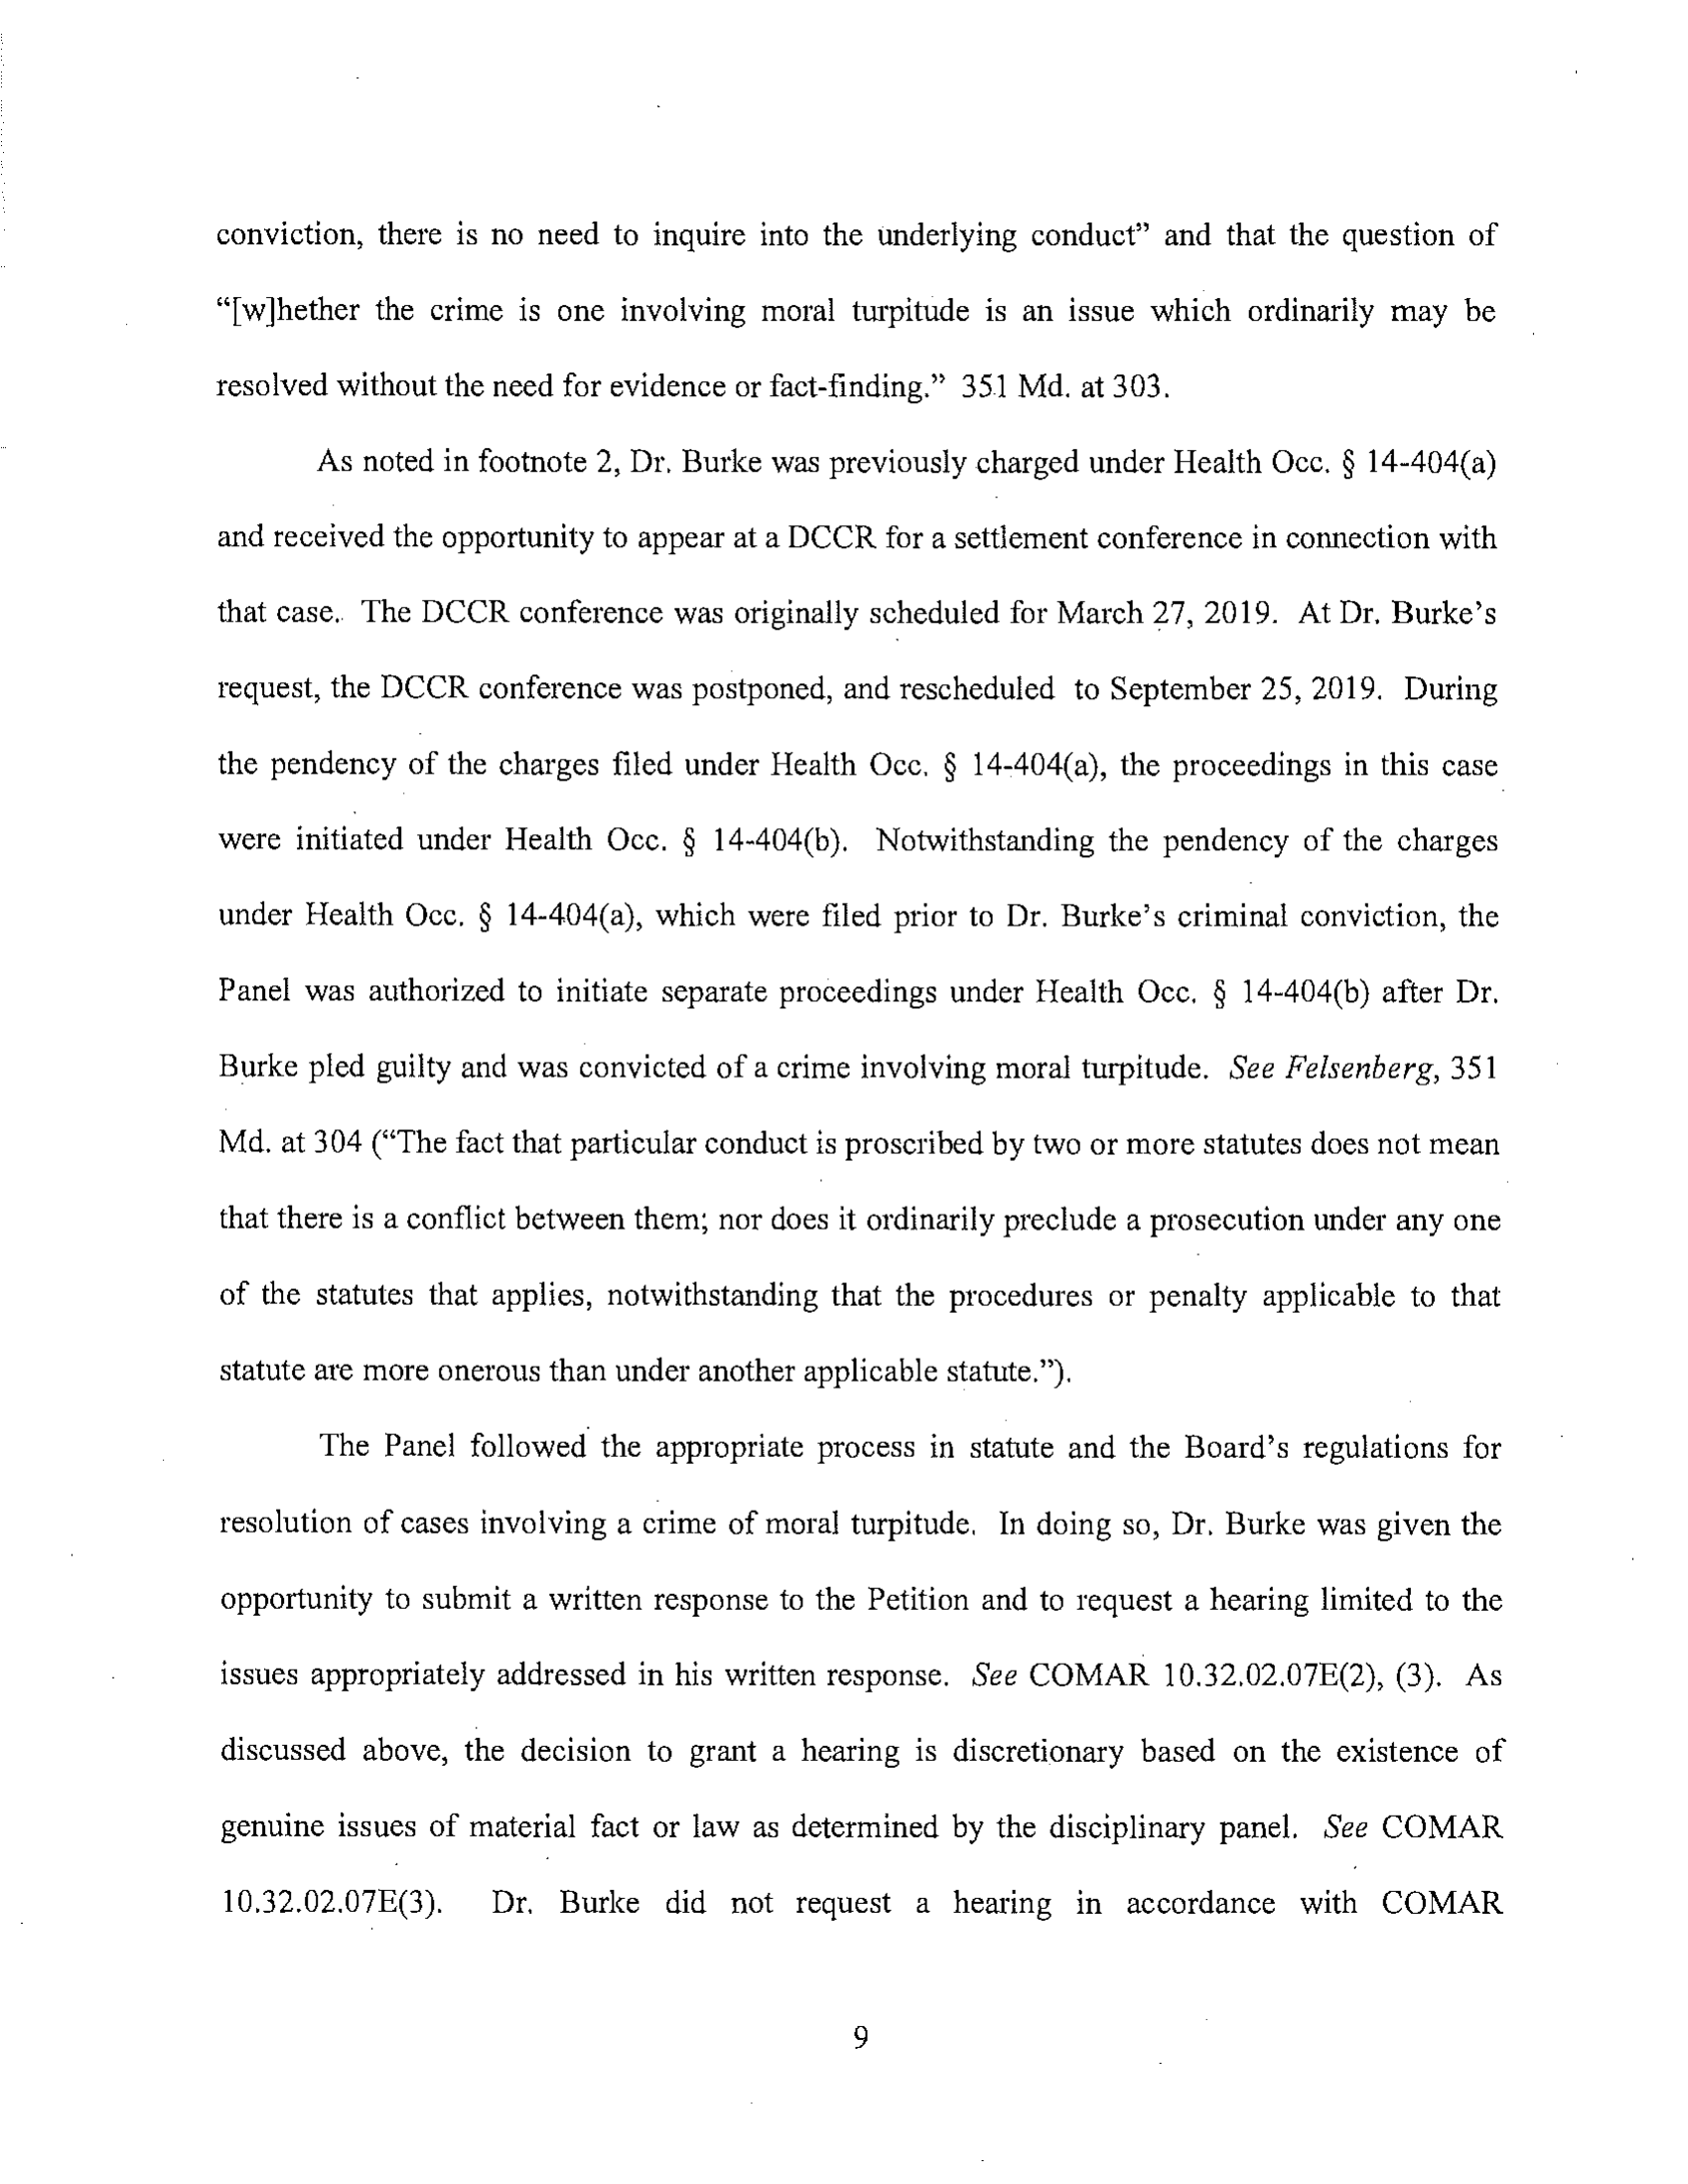 conviction, there is no need to inquire into the underlying conduct” and that the question of
“[w]hether the crime is one involving moral turpitude is an issue which ordinarily may be
resolved without the need for evidence or fact-finding.” 351 Md. at 303.
As noted in footnote 2, Dr. Burke was previously charged under Health Occ. § 14-404(a)
and received the opportunity to appear at a DCCR for a settlement conference in connection with
that case. The DCCR conference was originally scheduled for March 27, 2019. At Dr. Burke’s
request, the DCCR conference was postponed, and rescheduled to September 25, 2019. During
the pendency of the charges filed under Health Occ. § 14-404(a), the proceedings in this case
were initiated under Health Occ. § 14-404(b). Notwithstanding the pendency of the charges
under Health Occ. § 14-404(a), which were filed prior to Dr. Burke’s criminal conviction, the
Panel was authorized to initiate separate proceedings under Health Occ. § 14-404(b) after Dr.
Burke pled guilty and was convicted of a crime involving moral turpitude. See Felsenberg, 351
Md. at 304 (“The fact that particular conduct is proscribed by two or more statutes does not mean
that there is a conflict between them; nor does it ordinarily preclude a prosecution under any one
of the statutes that applies, notwithstanding that the procedures or penalty applicable to that
statute are more onerous than under another applicable statute.”).
The Panel followed the appropriate process in statute and the Board’s regulations for
resolution of cases involving a crime of moral turpitude. In doing so, Dr. Burke was given the
opportunity to submit a written response to the Petition and to request a hearing limited to the
issues appropriately addressed in his written response. See COMAR 10.32.02.07E(2), (3). As
discussed above, the decision to grant a hearing is discretionary based on the existence of
genuine issues of material fact or law as determined by the disciplinary panel. See COMAR
10.32.02.07E(3). Dr. Burke did not request a hearing in accordance with COMAR
9